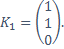 K₁ = (1
1
0).